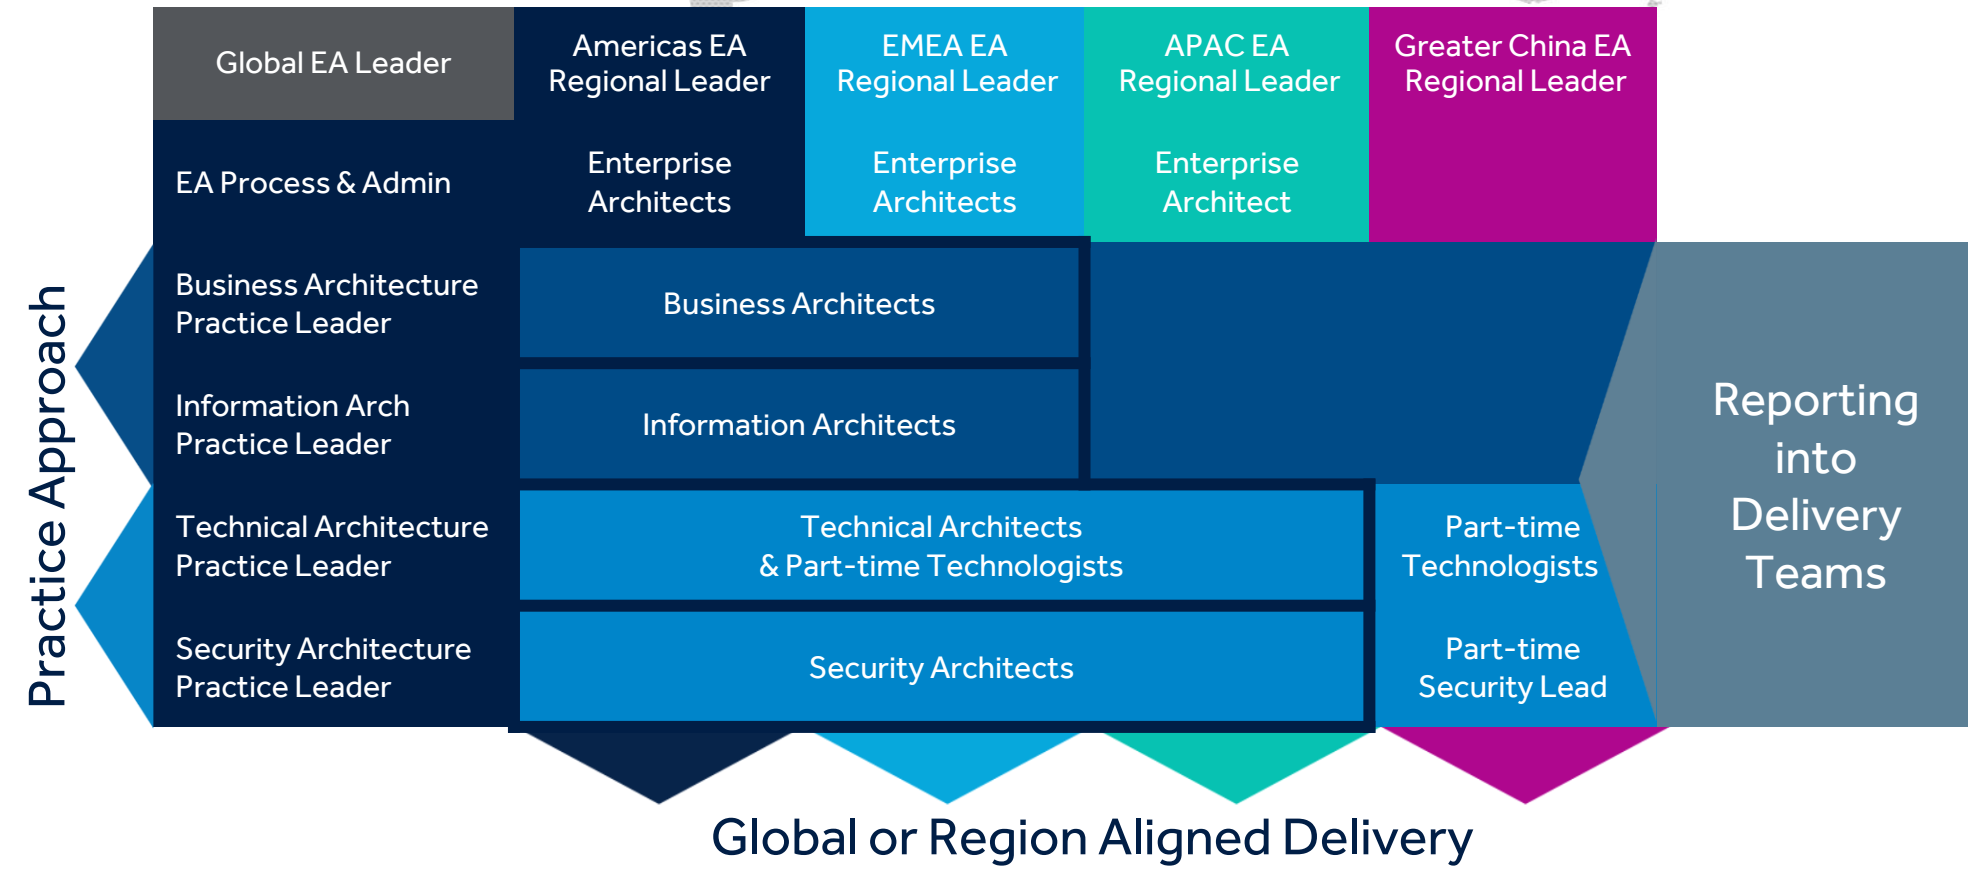 Global EA Leader
Americas EA
Regional Leader
EMEA EA
Regional Leader
APAC EA
Regional Leader
Greater China EA
Regional Leader
EA Process & Admin
Enterprise
Architects
Enterprise
Architects
Enterprise
Architect
Practice Approach
Business Architecture
Practice Leader
Business Architects
Information Arch
Practice Leader
Information Architects
Technical Architecture
Practice Leader
Technical Architects
& Part-time Technologists
Part-time
Technologists
Security Architecture
Practice Leader
Security Architects
Part-time
Security Lead
Reporting
into
Delivery
Teams
Global or Region Aligned Delivery